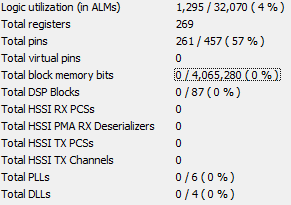 Logic utilization (in ALMs) 1,295 / 32,070 ( 4 % )
Total registers 269
Total pins 261 / 457 ( 57 % )
Total virtual pins 0
Total block memory bits 0 / 4,065,280 ( 0 % )
Total DSP Blocks 0 / 87 ( 0 % )
Total HSSI RX PCSs 0
Total HSSI PMA RX Deserializers 0
Total HSSI TX PCSs 0
Total HSSI TX Channels 0
Total PLLs 0 / 6 ( 0 % )
Total DLLs 0 / 4 ( 0 % )